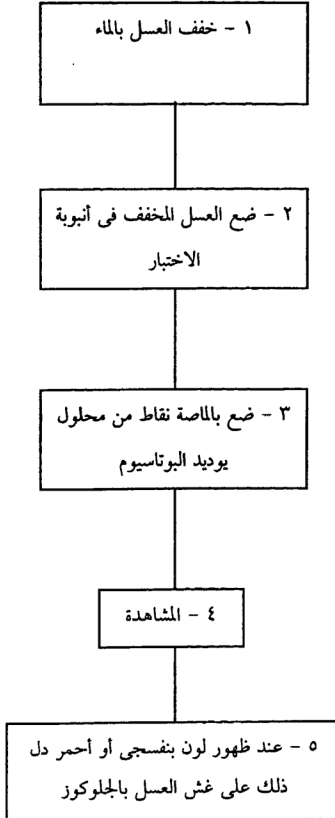 ١ - خفف العسل بالماء
٢ - ضع العسل المخفف فى أنبوبة
الاختبار
٣ - ضع بالماصة نقاط من محلول
يوديد البوتاسيوم
٤ - المشاهدة
٥ - عند ظهور لون بنفسجى أو أحمر دل
ذلك على غش العسل بالجلوكوز